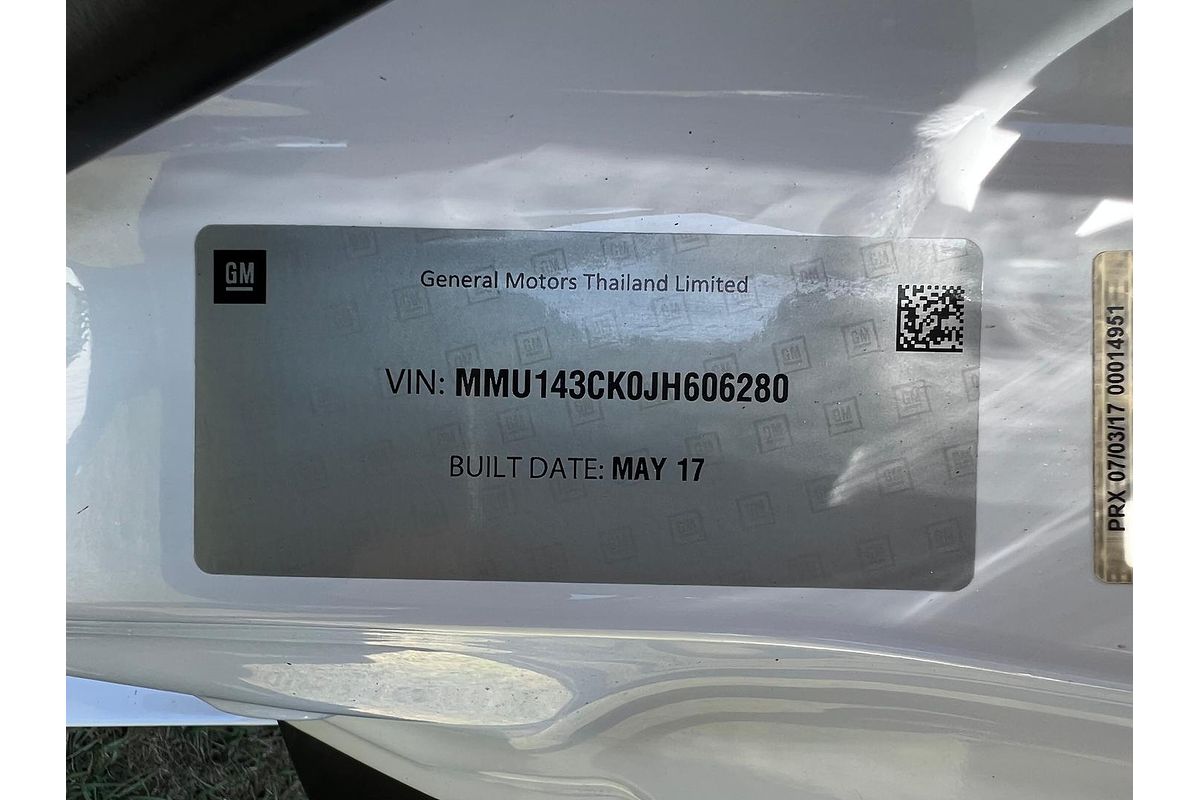 GM
General Motors Thailand Limited
VIN: MMU143CK0JH606280
BUILT DATE: MAY 17
PRX 07/03/17 00014951